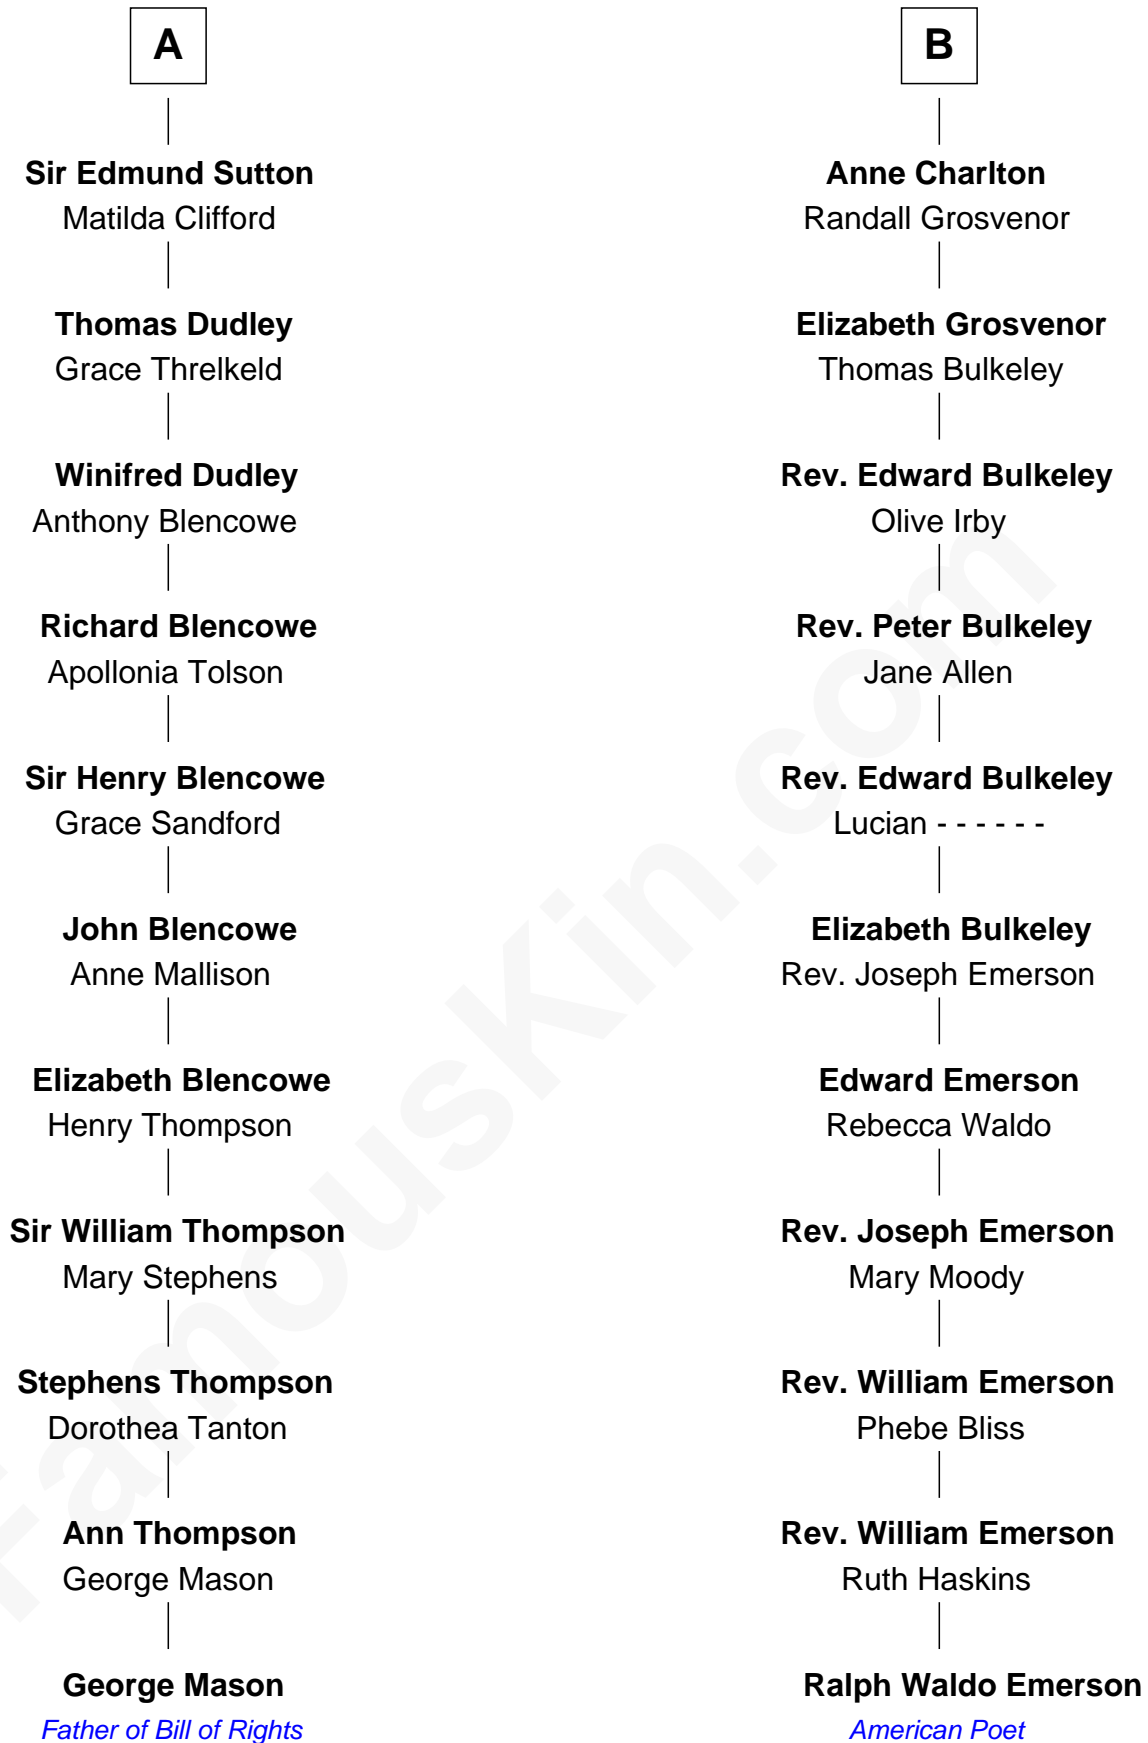 A
Sir Edmund Sutton
Matilda Clifford
Thomas Dudley
Grace Threlkeld
Winifred Dudley
Anthony Blencowe
Richard Blencowe
Apollonia Tolson
Sir Henry Blencowe
Grace Sandford
John Blencowe
Anne Mallison
Elizabeth Blencowe
Henry Thompson
Sir William Thompson
Mary Stephens
Stephens Thompson
Dorothea Tanton
Ann Thompson
George Mason
George Mason
Father of Bill of Rights
B
Anne Charlton
Randall Grosvenor
Elizabeth Grosvenor
Thomas Bulkeley
Rev. Edward Bulkeley
Olive Irby
Rev. Peter Bulkeley
Jane Allen
Rev. Edward Bulkeley
Lucian - - - - - -
Elizabeth Bulkeley
Rev. Joseph Emerson
Edward Emerson
Rebecca Waldo
Rev. Joseph Emerson
Mary Moody
Rev. William Emerson
Phebe Bliss
Rev. William Emerson
Ruth Haskins
Ralph Waldo Emerson
American Poet
FamousKin.com